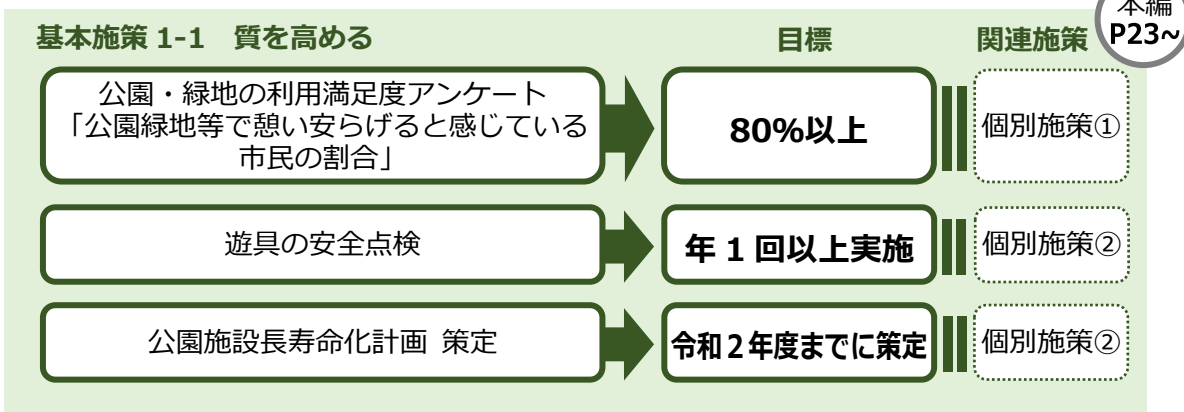 本編
P23~
基本施策 1-1 質を高める
目標
関連施策
公園・緑地の利用満足度アンケート
「公園緑地等で憩い安らげると感じている
市民の割合」
80%以上
個別施策①
遊具の安全点検
年1回以上実施
個別施策②
公園施設長寿命化計画 策定
令和2年度までに策定
個別施策②